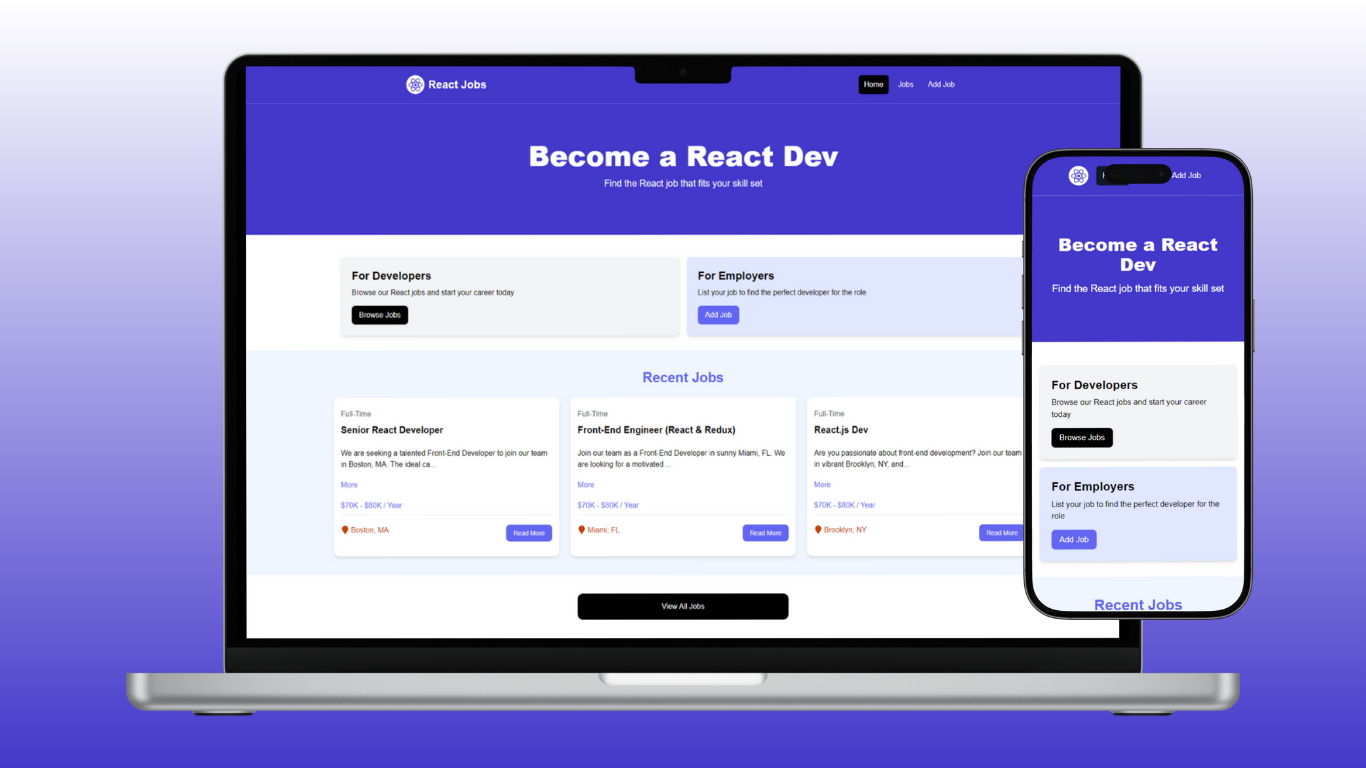 React Jobs
Home Jobs Add Job
Become a React Dev
Find the React job that fits your skill set
For Developers
Browse our React jobs and start your career today
Browse Jobs
For Employers
List your job to find the perfect developer for the role
Add Job
Recent Jobs
Full-Time
Senior React Developer
We are seeking a talented Front-End Developer to join our team
in Boston, MA. The ideal ca...
More
$70K - $80K / Year
Boston, MA
Read More
Full-Time
Front-End Engineer (React & Redux)
Join our team as a Front-End Developer in sunny Miami, FL. We
are looking for a motivated ...
More
$70K - $80K / Year
Miami, FL
Read More
Full-Time
React.js Dev
Are you passionate about front-end development? Join our team
in vibrant Brooklyn, NY, and...
More
$70K - $80K / Year
Brooklyn, NY
Read More
View All Jobs
Add Job
Become a React
Dev
Find the React job that fits your skill set
For Developers
Browse our React jobs and start your career
today
Browse Jobs
For Employers
List your job to find the perfect developer for the
role
Add Job
Recent Jobs